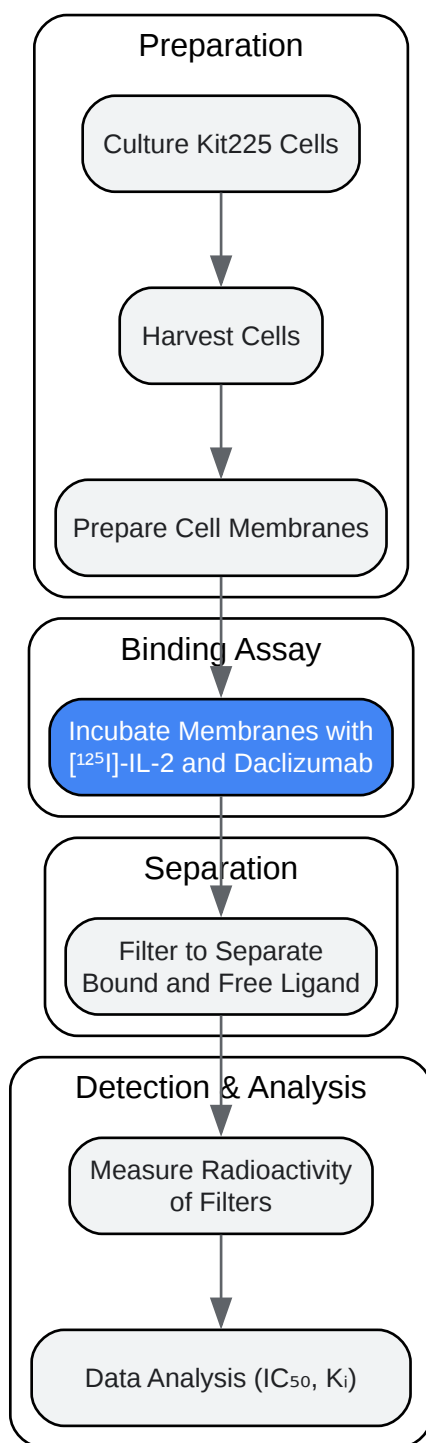 Preparation
Culture Kit225 Cells
Harvest Cells
Prepare Cell Membranes
Binding Assay
Incubate Membranes with
[¹²⁵I]-IL-2 and Daclizumab
Separation
Filter to Separate
Bound and Free Ligand
Detection & Analysis
Measure Radioactivity
of Filters
Data Analysis (IC₅₀, Kᵢ)